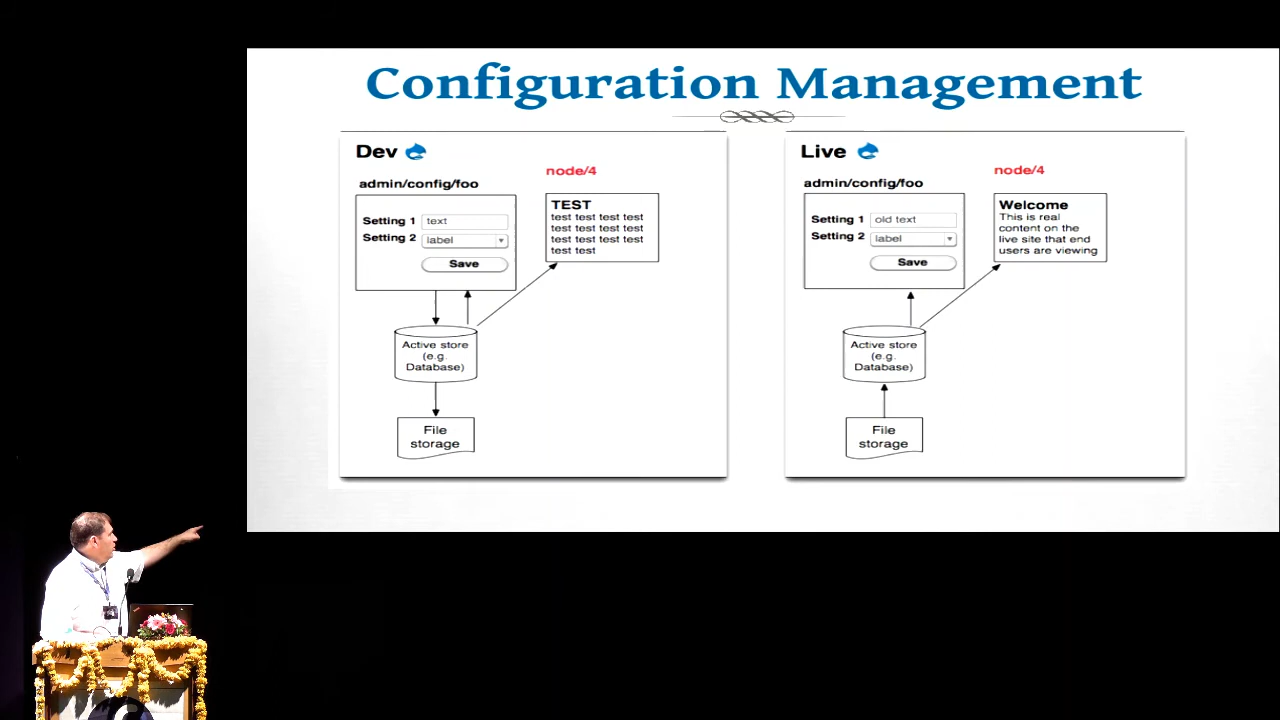 Configuration Management
Dev
node/4
admin/config/foo
Setting 1 text
Setting 2 label
Save
TEST
test test test test
test test test test
test test test test
test test
Active store
(e.g.
Database)
File
storage
Live
node/4
admin/config/foo
Setting 1 old text
Setting 2 label
Save
Welcome
This is real
content on the
live site that end
users are viewing
Active store
(e.g.
Database)
File
storage